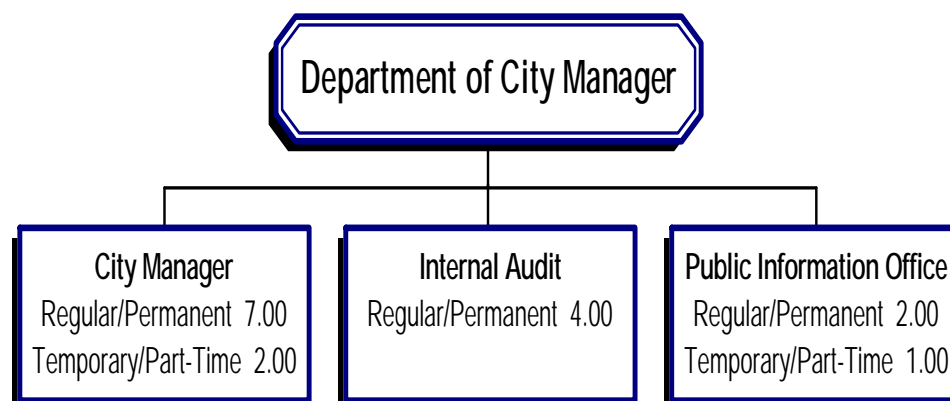 Department of City Manager
City Manager
Regular/Permanent 7.00
Temporary/Part-Time 2.00
Internal Audit
Regular/Permanent 4.00
Public Information Office
Regular/Permanent 2.00
Temporary/Part-Time 1.00